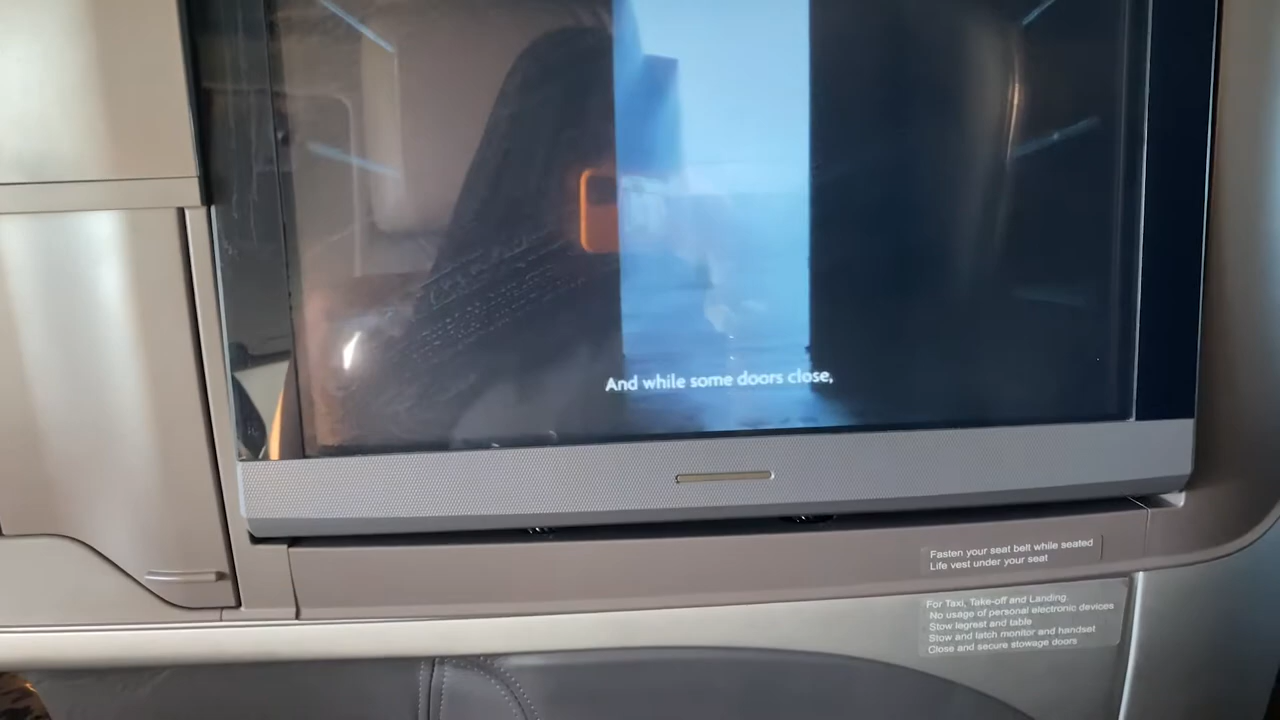 And while some doors close,
Fasten your seat belt while seated
Life vest under your seat
For Taxi, Take-off and Landing.
No usage of personal electronic devices
Stow legrest and table
Stow and latch monitor and handset
Close and secure stowage doors